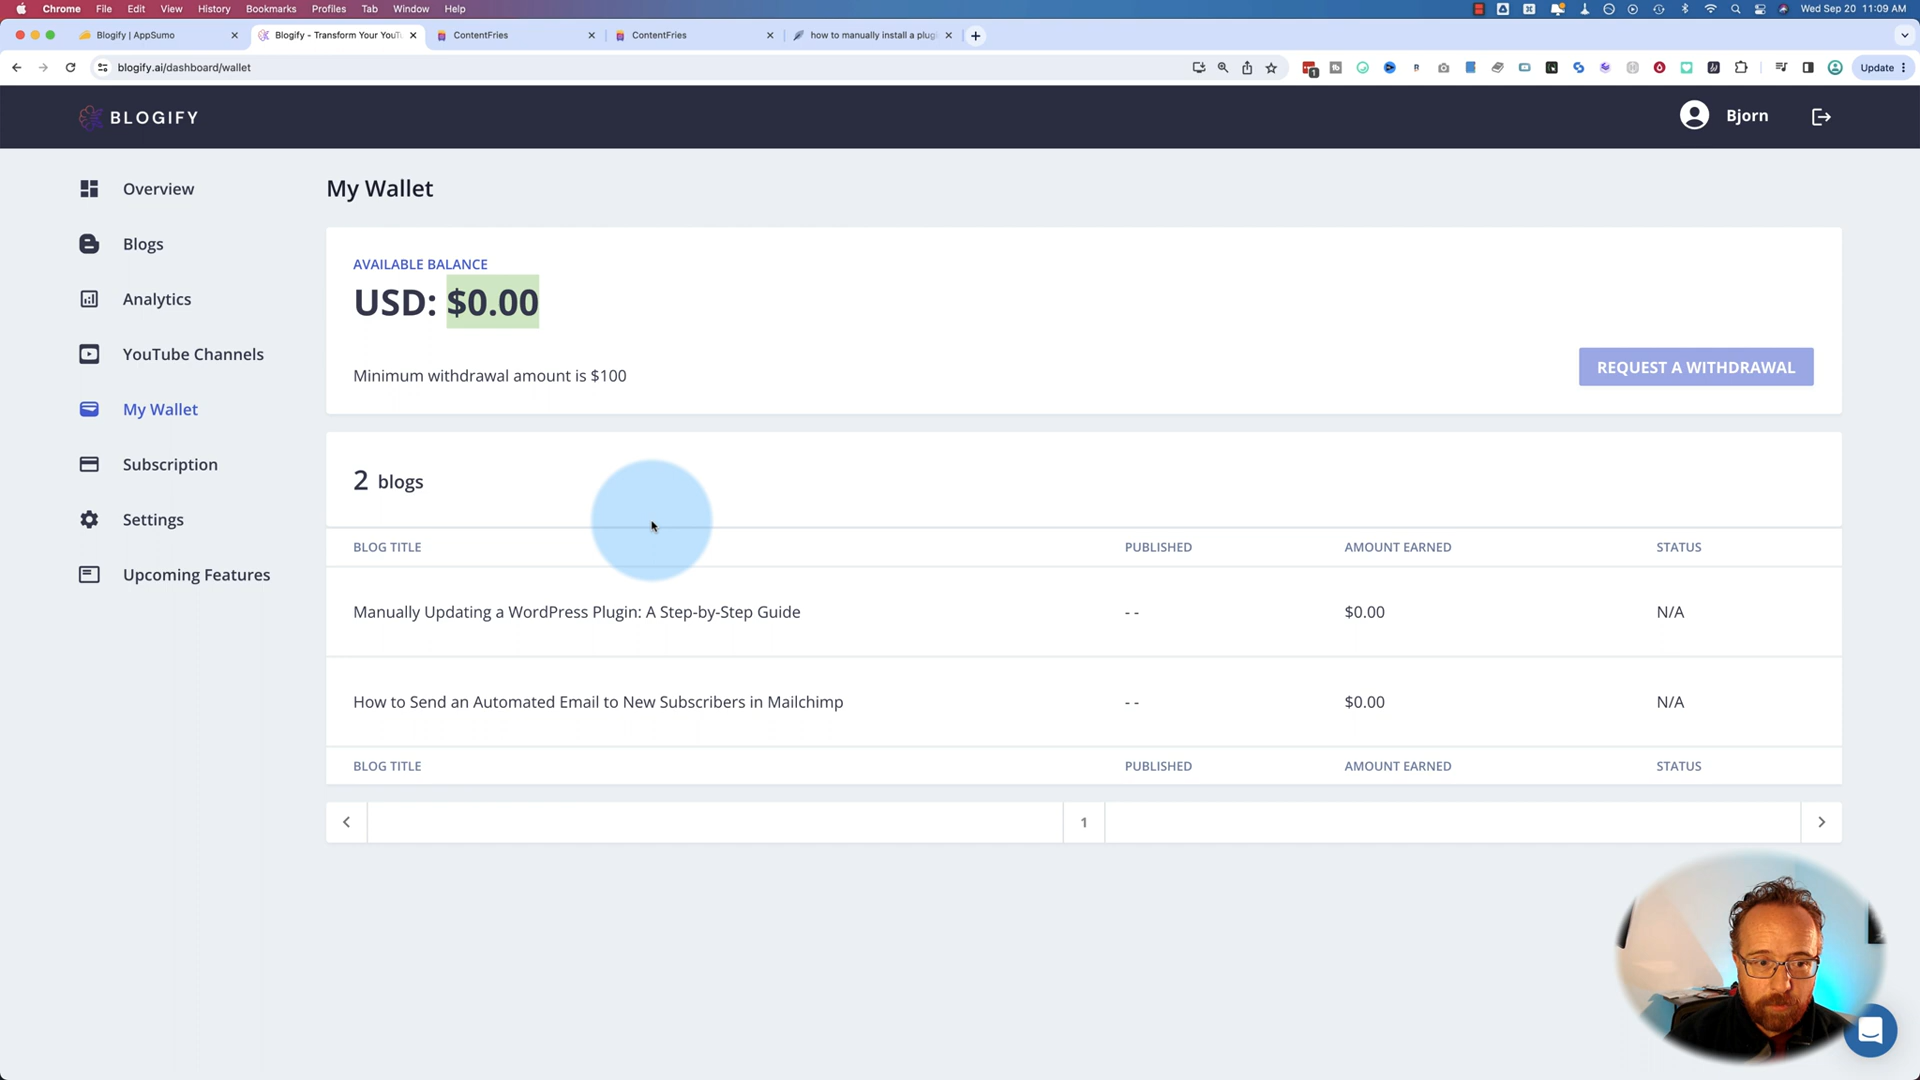 Chrome File Edit View History Bookmarks Profiles Tab Window Help
Wed Sep 20 11:09 AM
Blogify | AppSumo
Blogify - Transform Your YouT
ContentFries
ContentFries
how to manually install a plug
blogify.ai/dashboard/wallet
1
Update
BLOGIFY
Bjorn
Overview
Blogs
Analytics
YouTube Channels
My Wallet
Subscription
Settings
Upcoming Features
My Wallet
AVAILABLE BALANCE
USD: $0.00
Minimum withdrawal amount is $100
REQUEST A WITHDRAWAL
2 blogs
BLOG TITLE PUBLISHED AMOUNT EARNED STATUS
Manually Updating a WordPress Plugin: A Step-by-Step Guide - - $0.00 N/A
How to Send an Automated Email to New Subscribers in Mailchimp - - $0.00 N/A
BLOG TITLE PUBLISHED AMOUNT EARNED STATUS
1